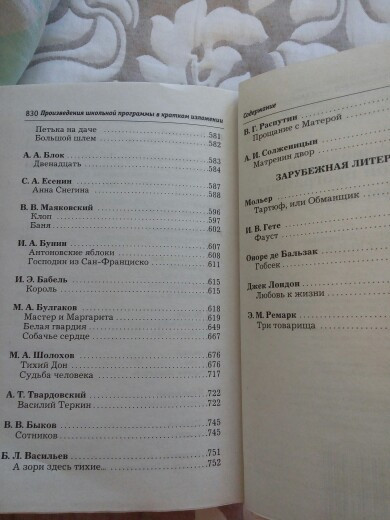 830 Произведения школьной программы в кратком изложении
Петька на даче 581
Большой шлем 582
А. А. Блок 583
Двенадцать 584
С. А. Есенин 587
Анна Снегина 588
В. В. Маяковский 596
Клоп 597
Баня 602
И. А. Бунин 607
Антоновские яблоки 608
Господин из Сан-Франциско 611
И. Э. Бабель 615
Король 615
М. А. Булгаков 618
Мастер и Маргарита 619
Белая гвардия 649
Собачье сердце 667
М. А. Шолохов 676
Тихий Дон 676
Судьба человека 717
А. Т. Твардовский 722
Василий Теркин 722
В. В. Быков 745
Сотников 745
Б. Л. Васильев 751
А зори здесь тихие... 752
Содержание
В. Г. Распутин
Прощание с Матерой
А. И. Солженицын
Матренин двор
ЗАРУБЕЖНАЯ ЛИТЕР
Мольер
Тартюф, или Обманщик
И. В. Гете
Фауст
Оноре де Бальзак
Гобсек
Джек Лондон
Любовь к жизни
Э. М. Ремарк
Три товарища